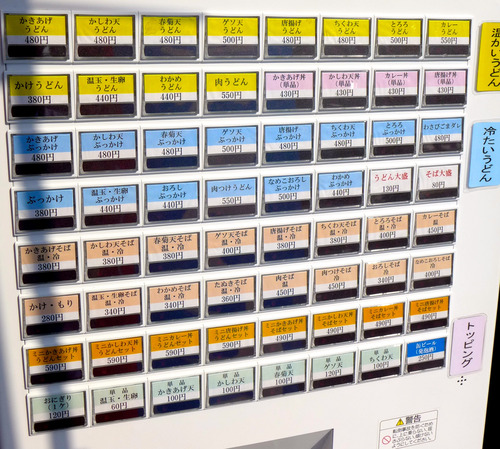 かきあげ
うどん
480円
かしわ天
うどん
480円
春菊天
うどん
480円
ゲソ天
うどん
500円
唐揚げ
うどん
480円
ちくわ天
うどん
480円
とろろ
うどん
500円
カレー
うどん
550円
温かいうどん
かけうどん
380円
温玉・生卵
うどん
440円
わかめ
うどん
440円
肉うどん
550円
かきあげ丼
(単品)
430円
かしわ天丼
(単品)
430円
カレー丼
(単品)
430円
唐揚げ丼
(単品)
430円
かきあげ
ぶっかけ
480円
かしわ天
ぶっかけ
480円
春菊天
ぶっかけ
480円
ゲソ天
ぶっかけ
500円
唐揚げ
ぶっかけ
480円
ちくわ天
ぶっかけ
480円
とろろ
ぶっかけ
500円
わさびごまダレ
480円
冷たいうどん
ぶっかけ
380円
温玉・生卵
ぶっかけ
440円
おろし
ぶっかけ
440円
肉つけうどん
550円
なめこおろし
ぶっかけ
500円
わかめ
ぶっかけ
440円
うどん大盛
130円
そば大盛
80円
かきあげそば
温・冷
380円
かしわ天そば
温・冷
380円
春菊天そば
温・冷
380円
ゲソ天そば
温・冷
400円
唐揚げそば
温・冷
380円
ちくわ天そば
温・冷
380円
とろろそば
温・冷
400円
カレーそば
温
450円
かけ・もり
280円
温玉・生卵そば
温・冷
340円
わかめそば
温・冷
340円
たぬきそば
温・冷
360円
肉そば
温
450円
肉つけそば
冷
450円
おろしそば
冷
340円
なめこおろしそば
冷
400円
ミニかきあげ丼
うどんセット
590円
ミニかしわ天丼
うどんセット
590円
ミニカレー丼
うどんセット
590円
ミニ唐揚げ丼
うどんセット
590円
ミニかきあげ丼
そばセット
490円
ミニかしわ天丼
そばセット
490円
ミニカレー丼
そばセット
490円
ミニ唐揚げ丼
そばセット
490円
トッピング
おにぎり
(1ケ)
120円
単品
温玉・生卵
60円
単品
かきあげ天
100円
単品
かしわ天
100円
単品
春菊天
100円
単品
ゲソ天
120円
単品
ちくわ天
100円
缶ビール
警告